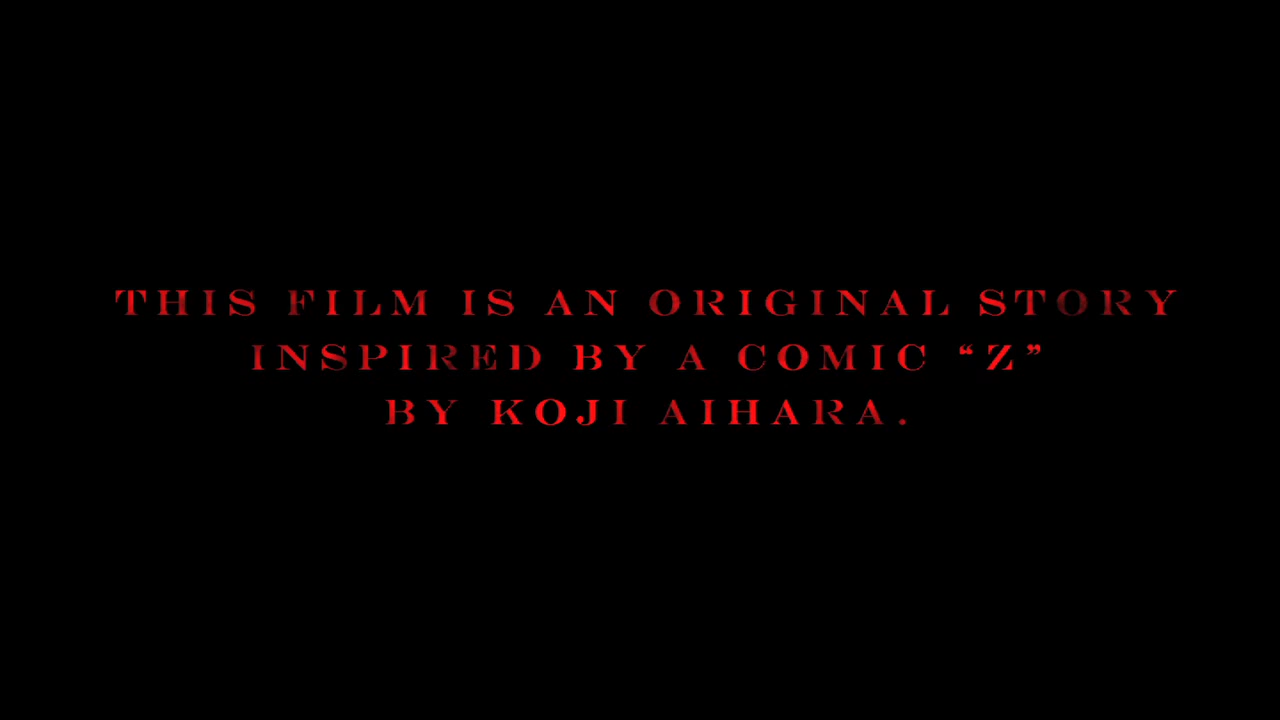 THIS FILM IS AN ORIGINAL STORY
INSPIRED BY A COMIC “Z”
BY KOJI AIHARA.